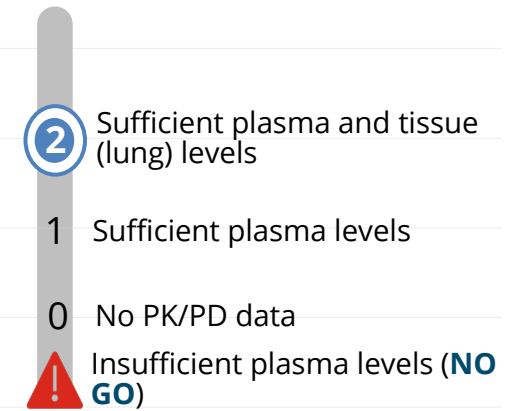 2 Sufficient plasma and tissue
(lung) levels
1 Sufficient plasma levels
0 No PK/PD data
! Insufficient plasma levels (NO
GO)